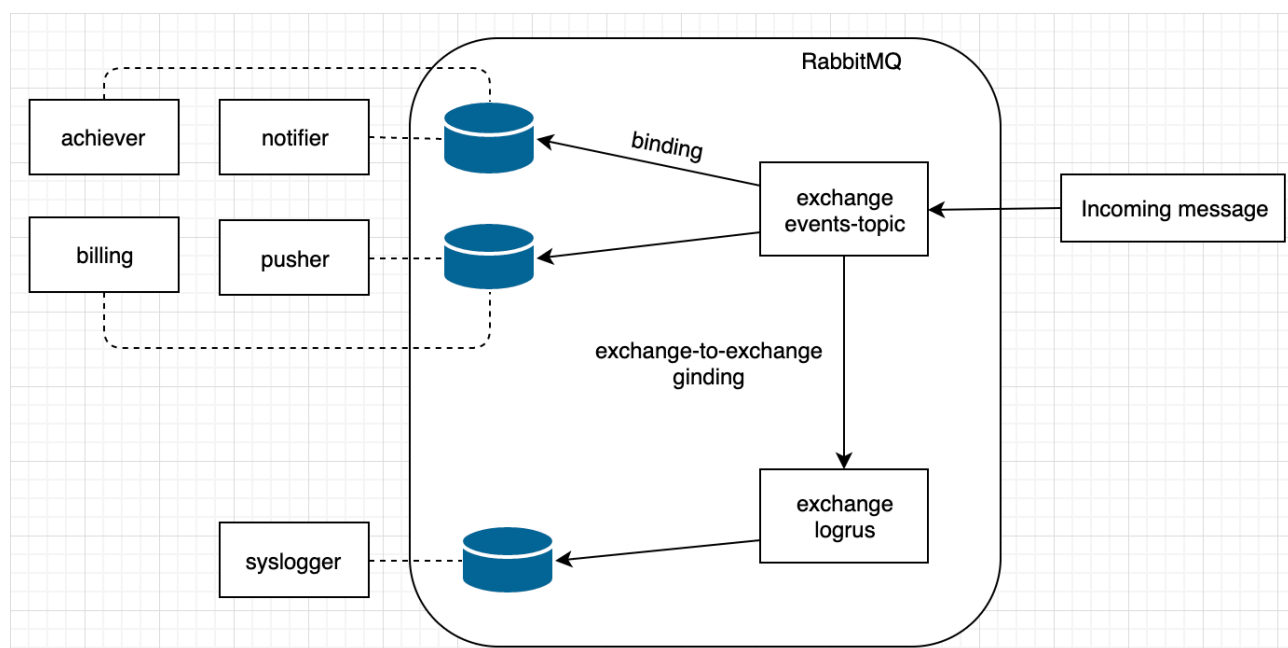 RabbitMQ
achiever
notifier
binding
exchange
events-topic
Incoming message
billing
pusher
exchange-to-exchange
ginding
exchange
logrus
syslogger